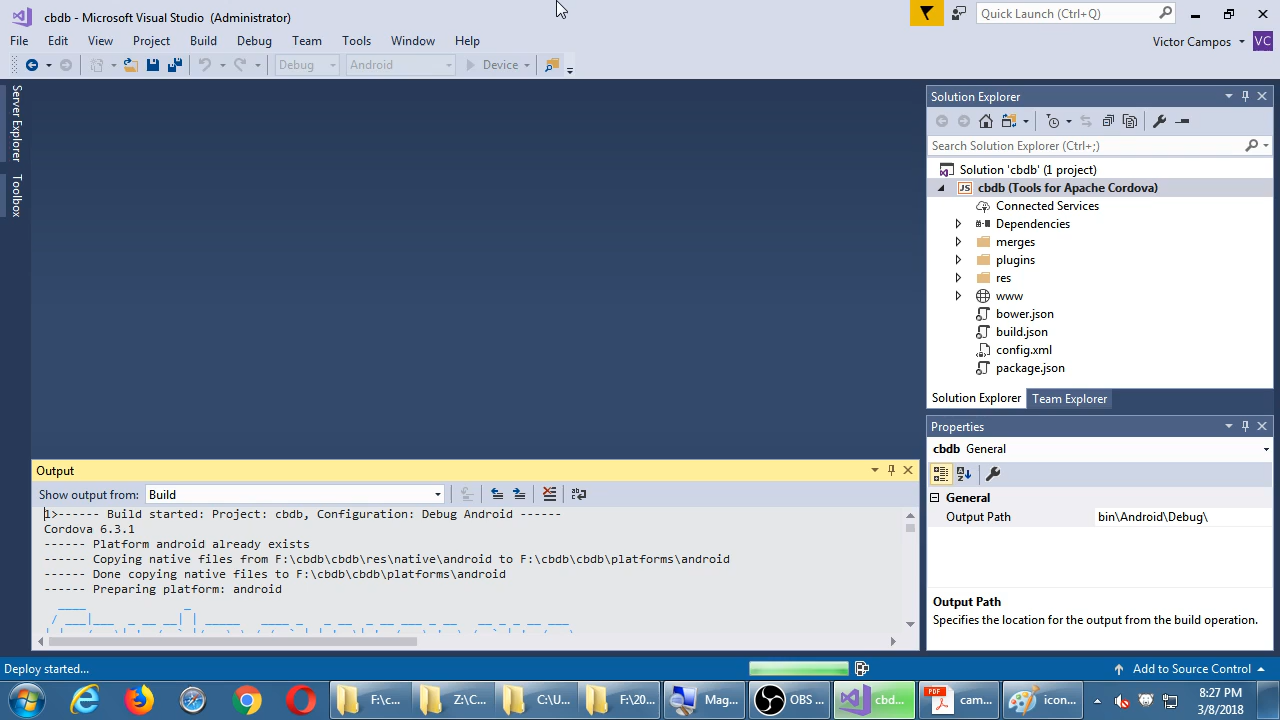 cbdb - Microsoft Visual Studio (Administrator)
Quick Launch (Ctrl+Q)
File Edit View Project Build Debug Team Tools Window Help
Victor Campos VC
Debug Android Device
Server Explorer
Toolbox
Solution Explorer
Search Solution Explorer (Ctrl+;)
Solution 'cbdb' (1 project)
JS cbdb (Tools for Apache Cordova)
Connected Services
Dependencies
merges
plugins
res
www
bower.json
build.json
config.xml
package.json
Solution Explorer Team Explorer
Properties
cbdb General
General
Output Path bin\Android\Debug\
Output Path
Specifies the location for the output from the build operation.
Output
Show output from: Build
1>------ Build started: Project: cbdb, Configuration: Debug Android ------
Cordova 6.3.1
------ Platform android already exists
------ Copying native files from F:\cbdb\cbdb\res\native\android to F:\cbdb\cbdb\platforms\android
------ Done copying native files to F:\cbdb\cbdb\platforms\android
------ Preparing platform: android
Deploy started...
Add to Source Control
F:\c... Z:\C... C:\U... F:\20... Mag... OBS ... cbd... PDF cam... icon...
8:27 PM
3/8/2018